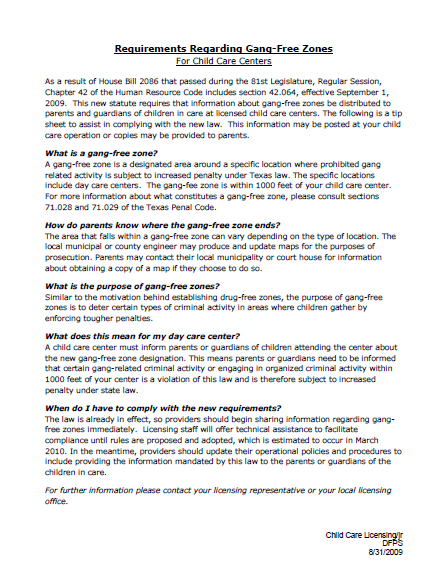 Requirements Regarding Gang-Free Zones
For Child Care Centers
As a result of House Bill 2086 that passed during the 81st Legislature, Regular Session,
Chapter 42 of the Human Resource Code includes section 42.064, effective September 1,
2009.  This new statute requires that information about gang-free zones be distributed to
parents and guardians of children in care at licensed child care centers. The following is a tip
sheet to assist in complying with the new law.  This information may be posted at your child
care operation or copies may be provided to parents.
What is a gang-free zone?
A gang-free zone is a designated area around a specific location where prohibited gang
related activity is subject to increased penalty under Texas law. The specific locations
include day care centers.  The gang-fee zone is within 1000 feet of your child care center.
For more information about what constitutes a gang-free zone, please consult sections
71.028 and 71.029 of the Texas Penal Code.
How do parents know where the gang-free zone ends?
The area that falls within a gang-free zone can vary depending on the type of location. The
local municipal or county engineer may produce and update maps for the purposes of
prosecution. Parents may contact their local municipality or court house for information
about obtaining a copy of a map if they choose to do so.
What is the purpose of gang-free zones?
Similar to the motivation behind establishing drug-free zones, the purpose of gang-free
zones is to deter certain types of criminal activity in areas where children gather by
enforcing tougher penalties.
What does this mean for my day care center?
A child care center must inform parents or guardians of children attending the center about
the new gang-free zone designation. This means parents or guardians need to be informed
that certain gang-related criminal activity or engaging in organized criminal activity within
1000 feet of your center is a violation of this law and is therefore subject to increased
penalty under state law.
When do I have to comply with the new requirements?
The law is already in effect, so providers should begin sharing information regarding gang-
free zones immediately.  Licensing staff will offer technical assistance to facilitate
compliance until rules are proposed and adopted, which is estimated to occur in March
2010. In the meantime, providers should update their operational policies and procedures to
include providing the information mandated by this law to the parents or guardians of the
children in care.
For further information please contact your licensing representative or your local licensing
office.
Child Care Licensing/jr
DFPS
8/31/2009